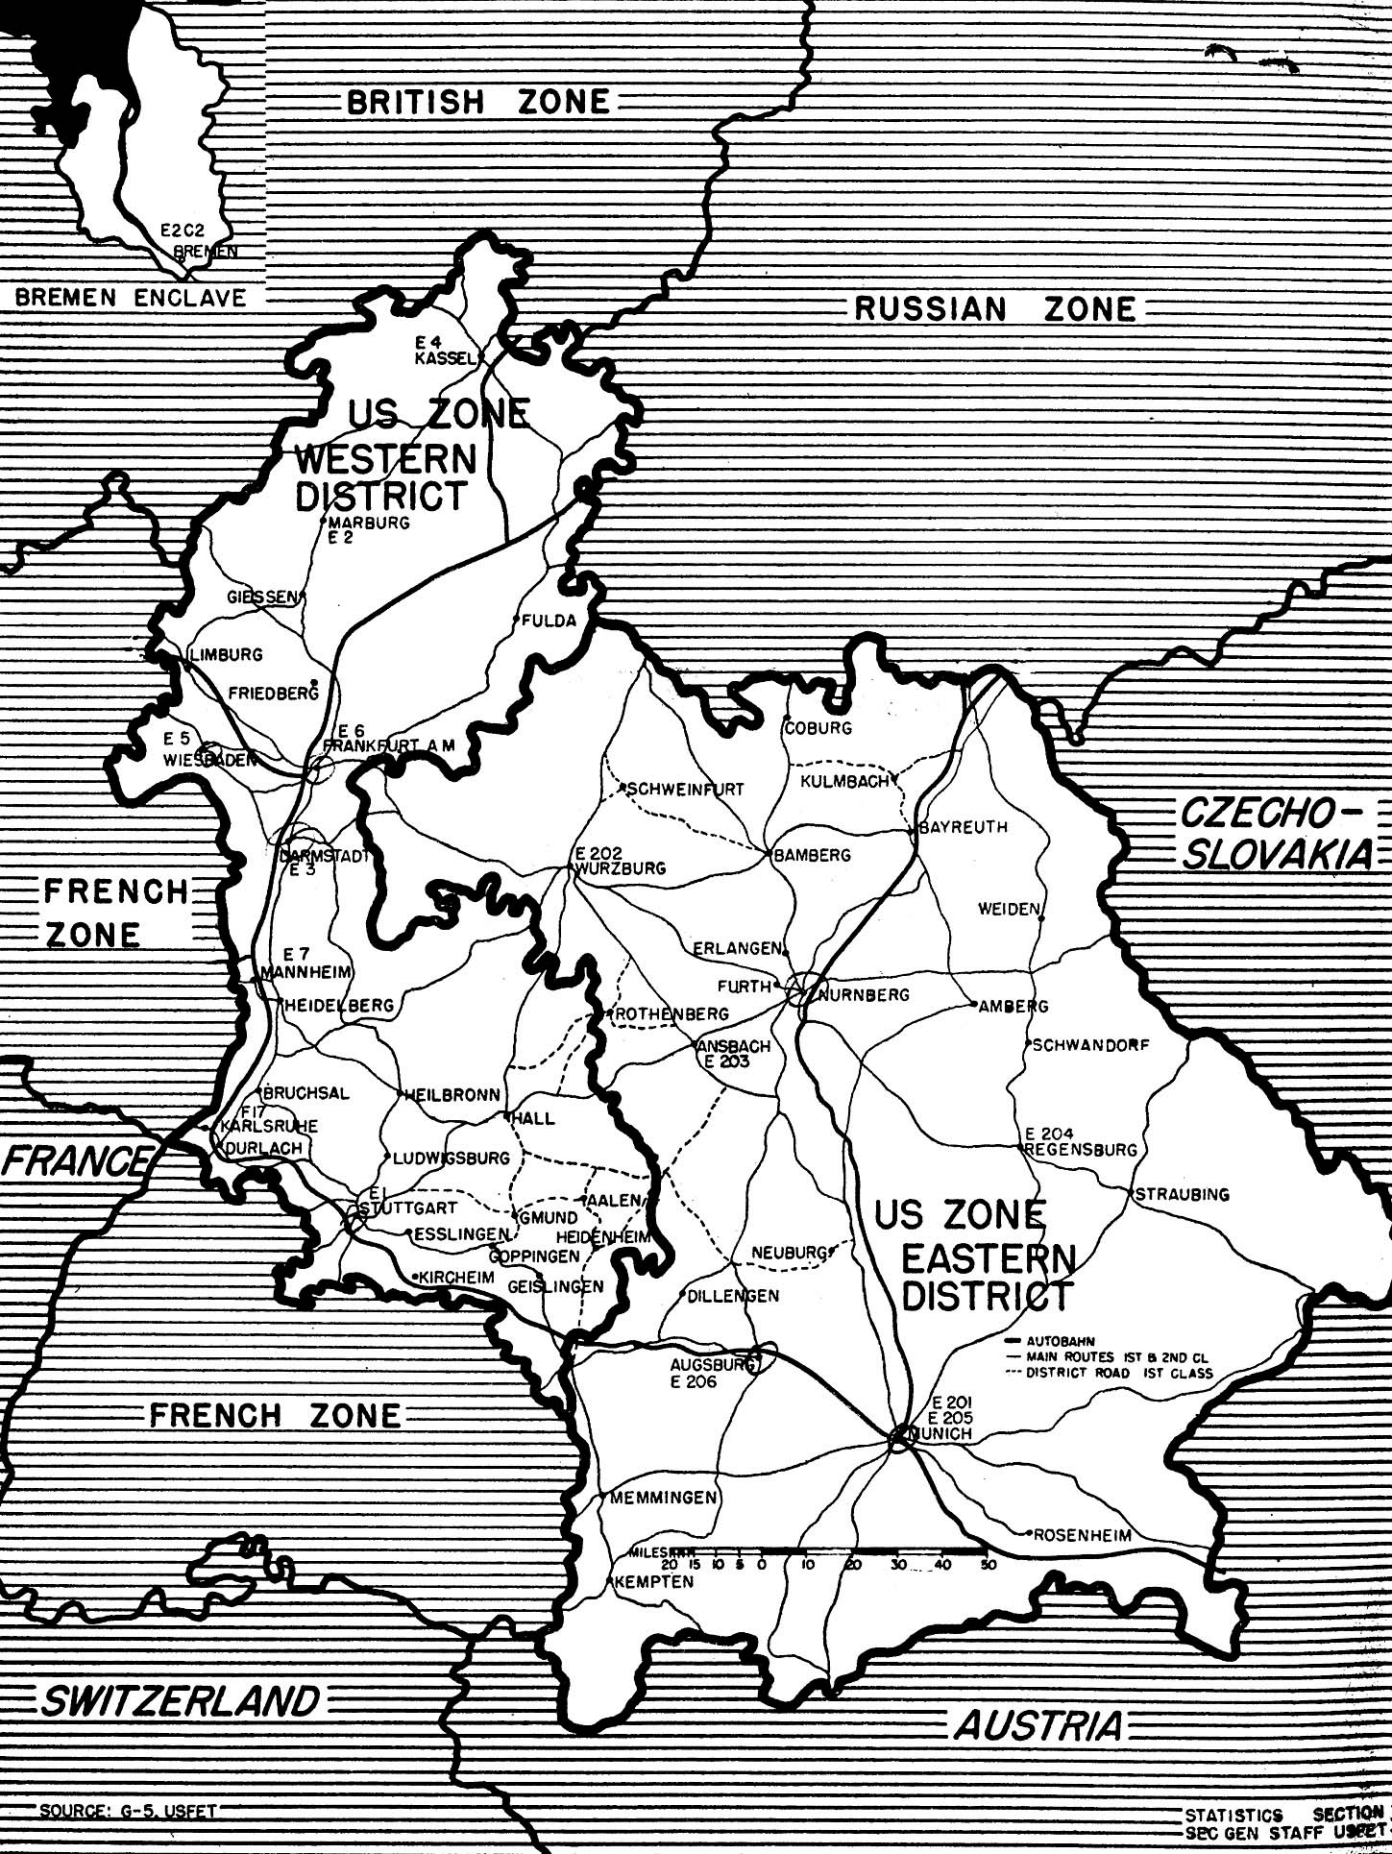 BRITISH ZONE
E2C2
BREMEN
BREMEN ENCLAVE
RUSSIAN ZONE
E 4
KASSEL
US ZONE
WESTERN
DISTRICT
MARBURG
E 2
GIESSEN
FULDA
LIMBURG
FRIEDBERG
COBURG
E 5
WIESBADEN
E 6
FRANKFURT A M
SCHWEINFURT
KULMBACH
CZECHO-
SLOVAKIA
BAYREUTH
DARMSTADT
E 3
E 202
WURZBURG
BAMBERG
FRENCH
ZONE
WEIDEN
E 7
MANNHEIM
ERLANGEN
HEIDELBERG
FURTH
NURNBERG
AMBERG
ROTHENBERG
ANSBACH
E 203
SCHWANDORF
BRUCHSAL
HEILBRONN
F17
KARLSRUHE
HALL
DURLACH
E 204
REGENSBURG
FRANCE
LUDWIGSBURG
STRAUBING
E1
STUTTGART
AALEN
GMUND
ESSLINGEN
HEIDENHEIM
GOPPINGEN
US ZONE
EASTERN
DISTRICT
NEUBURG
KIRCHEIM
GEISLINGEN
DILLENGEN
AUTOBAHN
MAIN ROUTES 1ST & 2ND CL
DISTRICT ROAD 1ST CLASS
AUGSBURG
E 206
FRENCH ZONE
E 201
E 205
MUNICH
MEMMINGEN
ROSENHEIM
MILES
20 15 10 5 0 10 20 30 40 50
KEMPTEN
SWITZERLAND
AUSTRIA
SOURCE: G-5, USFET
STATISTICS SECTION
SEC GEN STAFF USFET